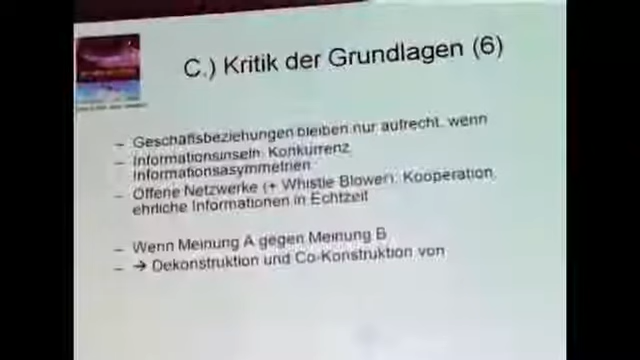 C.) Kritik der Grundlagen (6)
– Geschäftsbeziehungen bleiben nur aufrecht, wenn
– Informationsinseln: Konkurrenz
Informationsasymmetrien
– Offene Netzwerke (+ Whistle Blower): Kooperation,
ehrliche Informationen in Echtzeit
– Wenn Meinung A gegen Meinung B
– → Dekonstruktion und Co-Konstruktion von